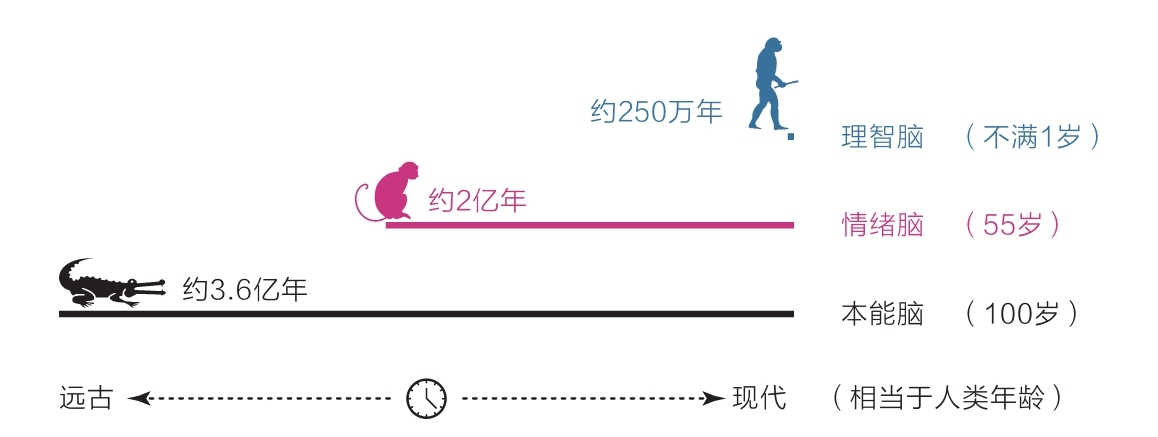 约250万年
理智脑 （不满1岁）
约2亿年
情绪脑 （55岁）
约3.6亿年
本能脑 （100岁）
远古 现代 （相当于人类年龄）